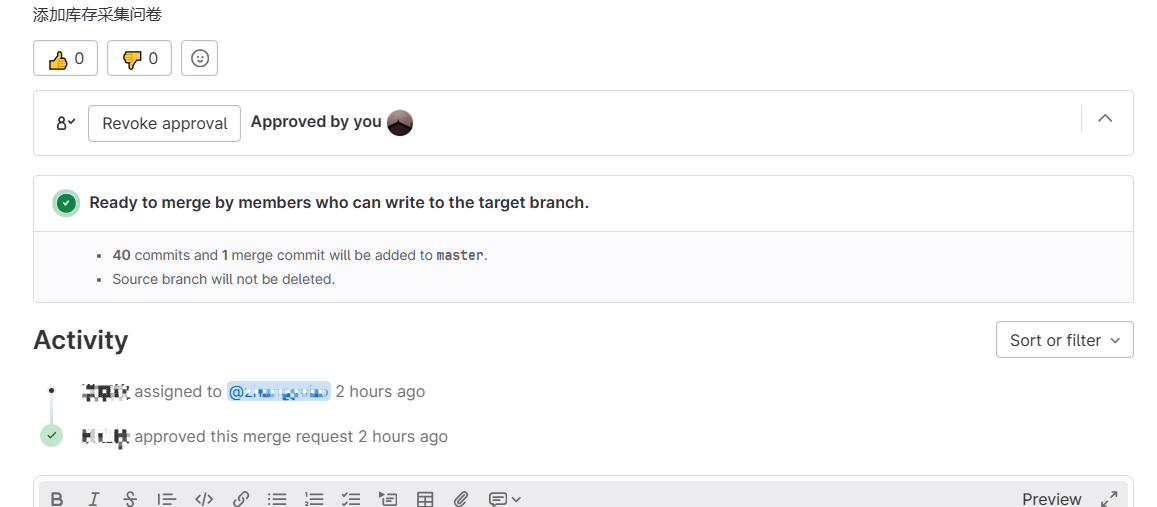 添加库存采集问卷
0 0
Revoke approval Approved by you
Ready to merge by members who can write to the target branch.
40 commits and 1 merge commit will be added to master.
Source branch will not be deleted.
Activity
Sort or filter
assigned to 2 hours ago
approved this merge request 2 hours ago
B I S Preview